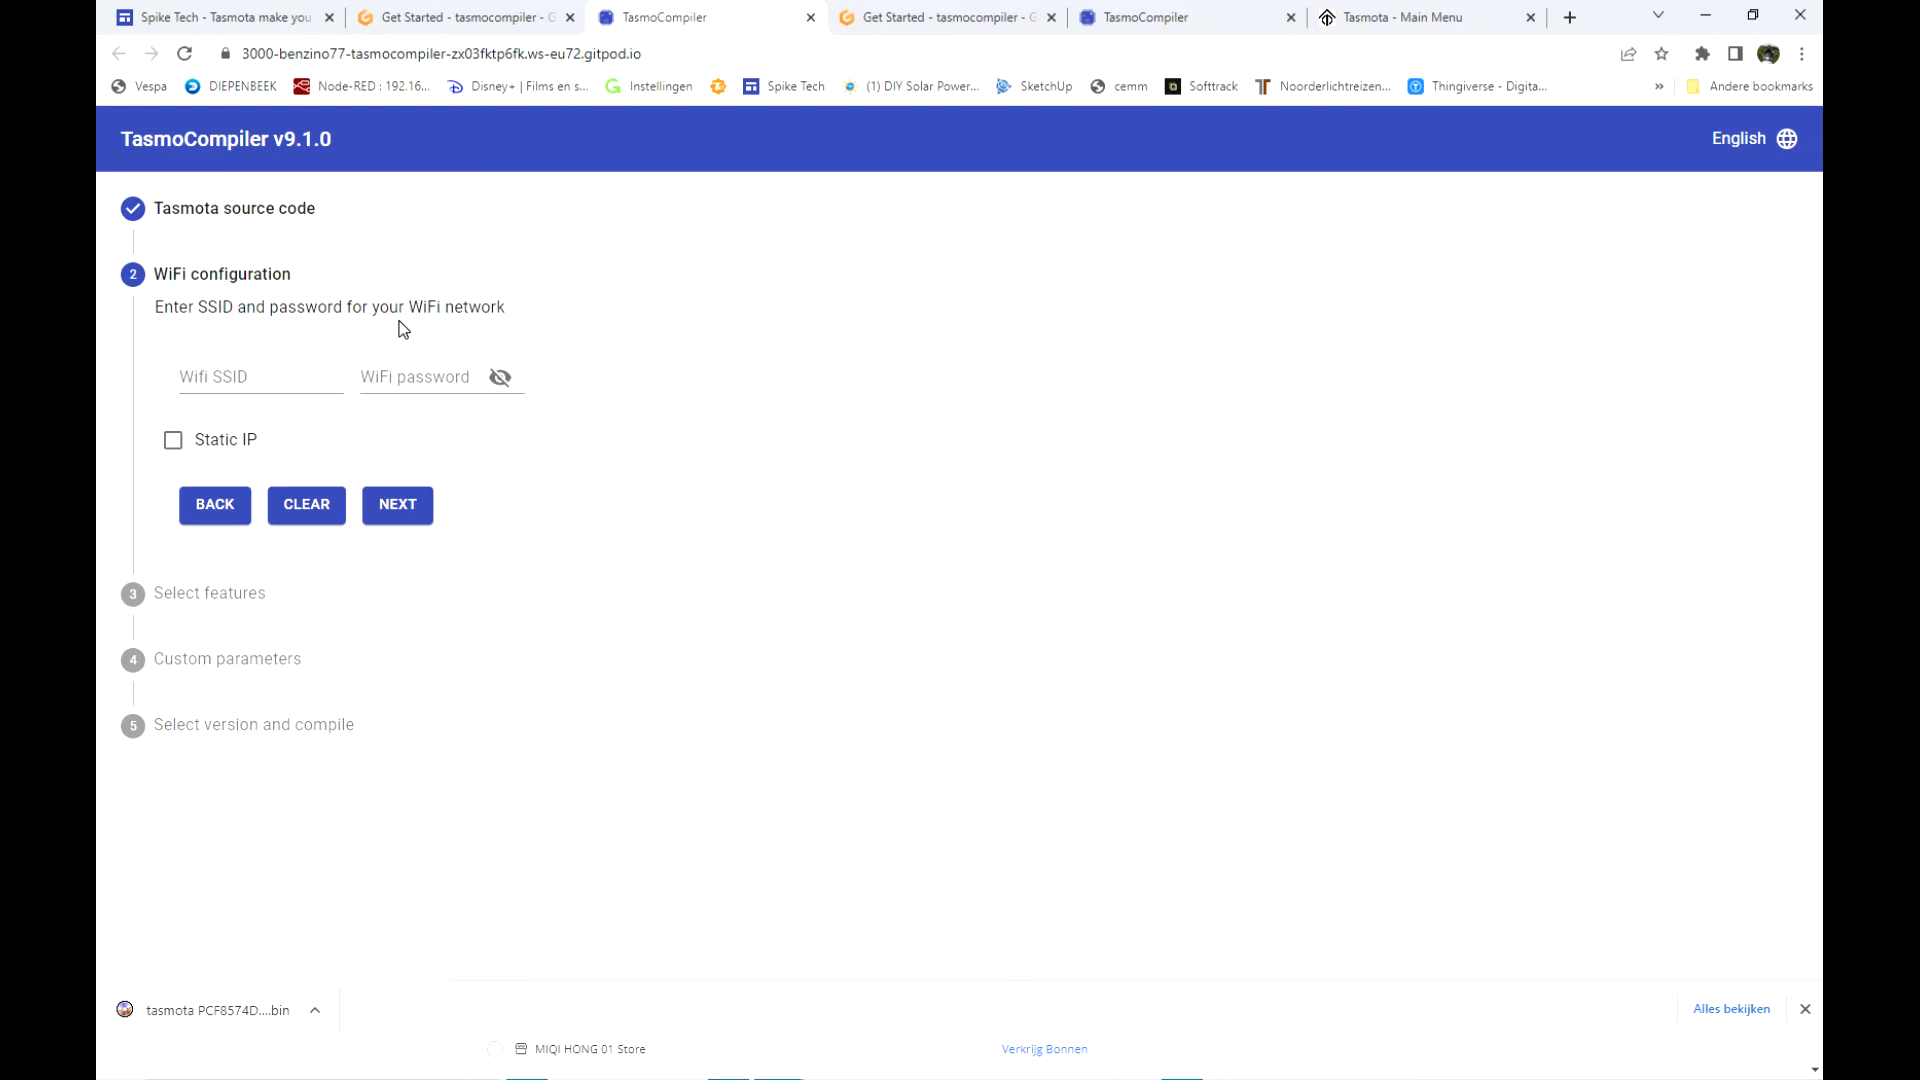 Spike Tech - Tasmota make you
Get Started - tasmocompiler - G
TasmoCompiler
Get Started - tasmocompiler - G
TasmoCompiler
Tasmota - Main Menu
3000-benzino77-tasmocompiler-zx03fktp6fk.ws-eu72.gitpod.io
Vespa
DIEPENBEEK
Node-RED : 192.16...
Disney+ | Films en s...
Instellingen
Spike Tech
(1) DIY Solar Power...
SketchUp
cemm
Softtrack
Noorderlichtreizen...
Thingiverse - Digita...
»
Andere bookmarks
TasmoCompiler v9.1.0
English
Tasmota source code
2 WiFi configuration
Enter SSID and password for your WiFi network
Wifi SSID
WiFi password
Static IP
BACK
CLEAR
NEXT
3 Select features
4 Custom parameters
5 Select version and compile
tasmota PCF8574D....bin
Alles bekijken
MIQI HONG 01 Store
Verkrijg Bonnen